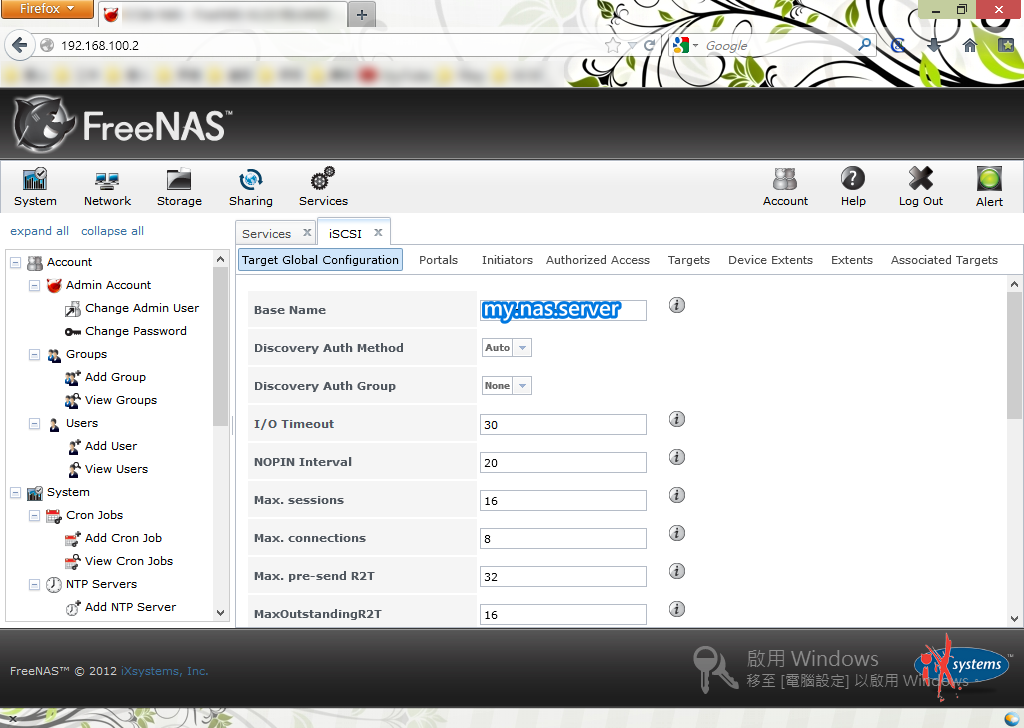 Firefox
192.168.100.2
Google
FreeNAS™
System
Network
Storage
Sharing
Services
Account
Help
Log Out
Alert
expand all collapse all
Services
iSCSI
Target Global Configuration
Portals
Initiators
Authorized Access
Targets
Device Extents
Extents
Associated Targets
Account
Admin Account
Change Admin User
Change Password
Groups
Add Group
View Groups
Users
Add User
View Users
System
Cron Jobs
Add Cron Job
View Cron Jobs
NTP Servers
Add NTP Server
Base Name my.nas.server
Discovery Auth Method Auto
Discovery Auth Group None
I/O Timeout 30
NOPIN Interval 20
Max. sessions 16
Max. connections 8
Max. pre-send R2T 32
MaxOutstandingR2T 16
FreeNAS™ © 2012 iXsystems, Inc.
啟用 Windows
移至 [電腦設定] 以啟用 Windows。
iXsystems™